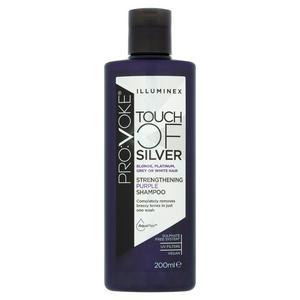 PRO:VOKE®
ILLUMINEX
TOUCH
OF
SILVER
BLONDE, PLATINUM,
GREY OR WHITE HAIR
STRENGTHENING
PURPLE
SHAMPOO
Completely removes
brassy tones in just
one wash
SULPHATE
FREE SYSTEM
UV FILTERS
VEGAN
200ml e